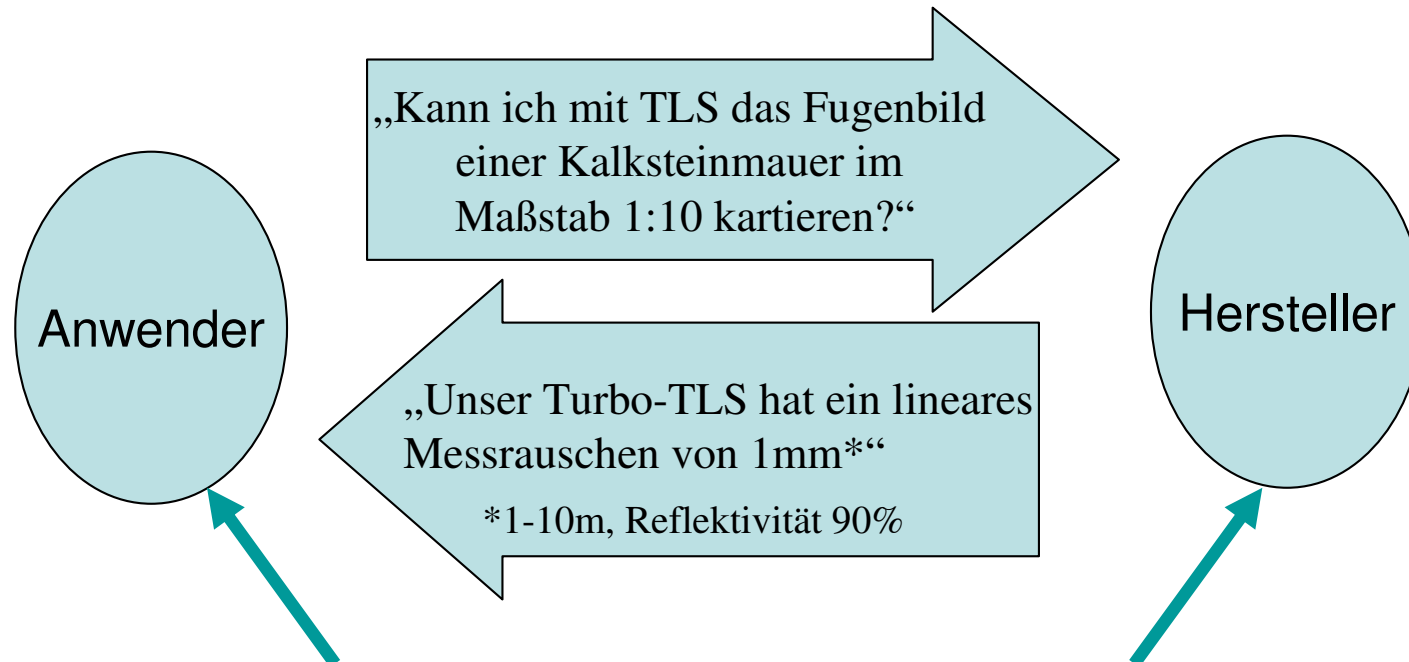 „Kann ich mit TLS das Fugenbild
einer Kalksteinmauer im
Maßstab 1:10 kartieren?“
Anwender
Hersteller
„Unser Turbo-TLS hat ein lineares
Messrauschen von 1mm*“
*1-10m, Reflektivität 90%